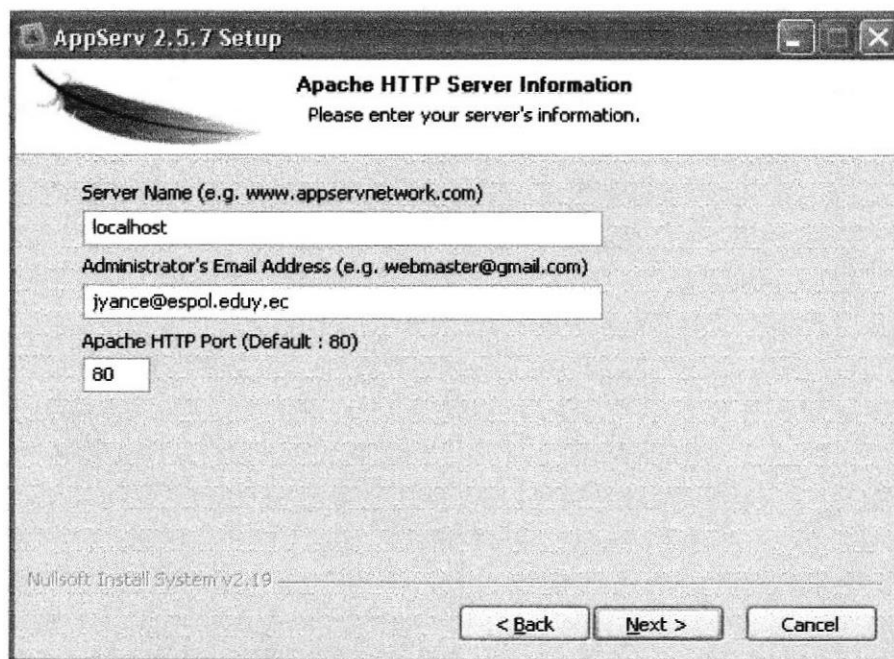 AppServ 2.5.7 Setup
Apache HTTP Server Information
Please enter your server's information.
Server Name (e.g. www.appservnetwork.com)
localhost
Administrator's Email Address (e.g. webmaster@gmail.com)
jyance@espol.eduy.ec
Apache HTTP Port (Default : 80)
80
Nullsoft Install System v2.19
< Back Next > Cancel